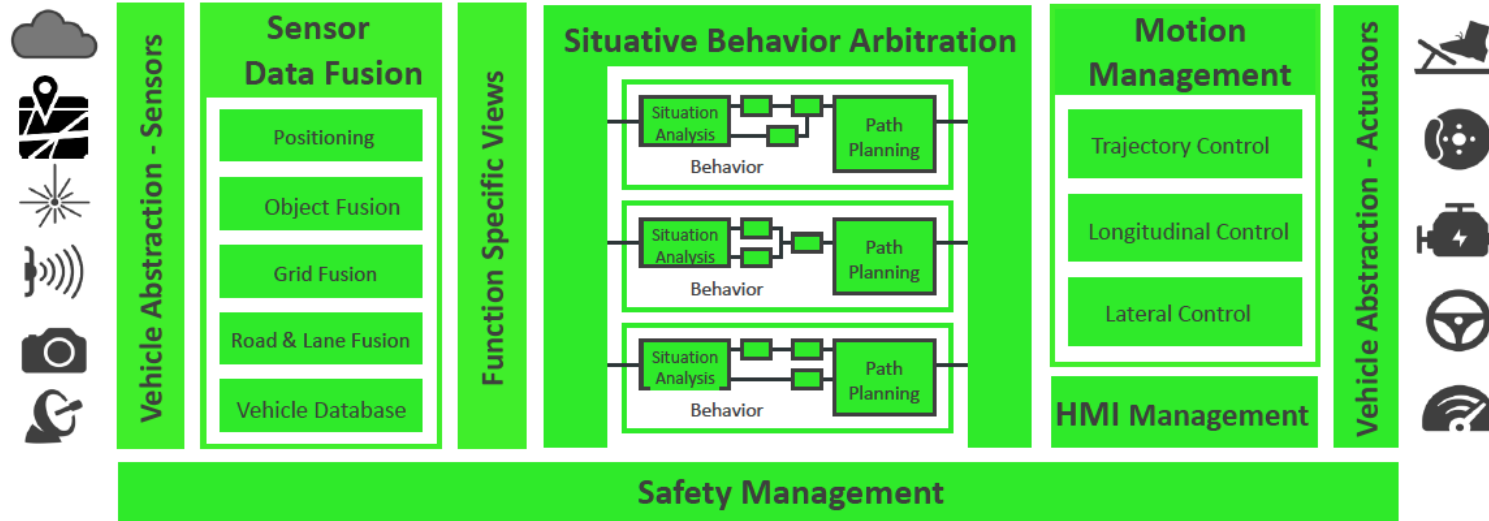 Vehicle Abstraction - Sensors
Sensor
Data Fusion
Positioning
Object Fusion
Grid Fusion
Road & Lane Fusion
Vehicle Database
Function Specific Views
Situative Behavior Arbitration
Situation
Analysis
Path
Planning
Behavior
Situation
Analysis
Path
Planning
Behavior
Situation
Analysis
Path
Planning
Behavior
Motion
Management
Trajectory Control
Longitudinal Control
Lateral Control
HMI Management
Vehicle Abstraction - Actuators
Safety Management